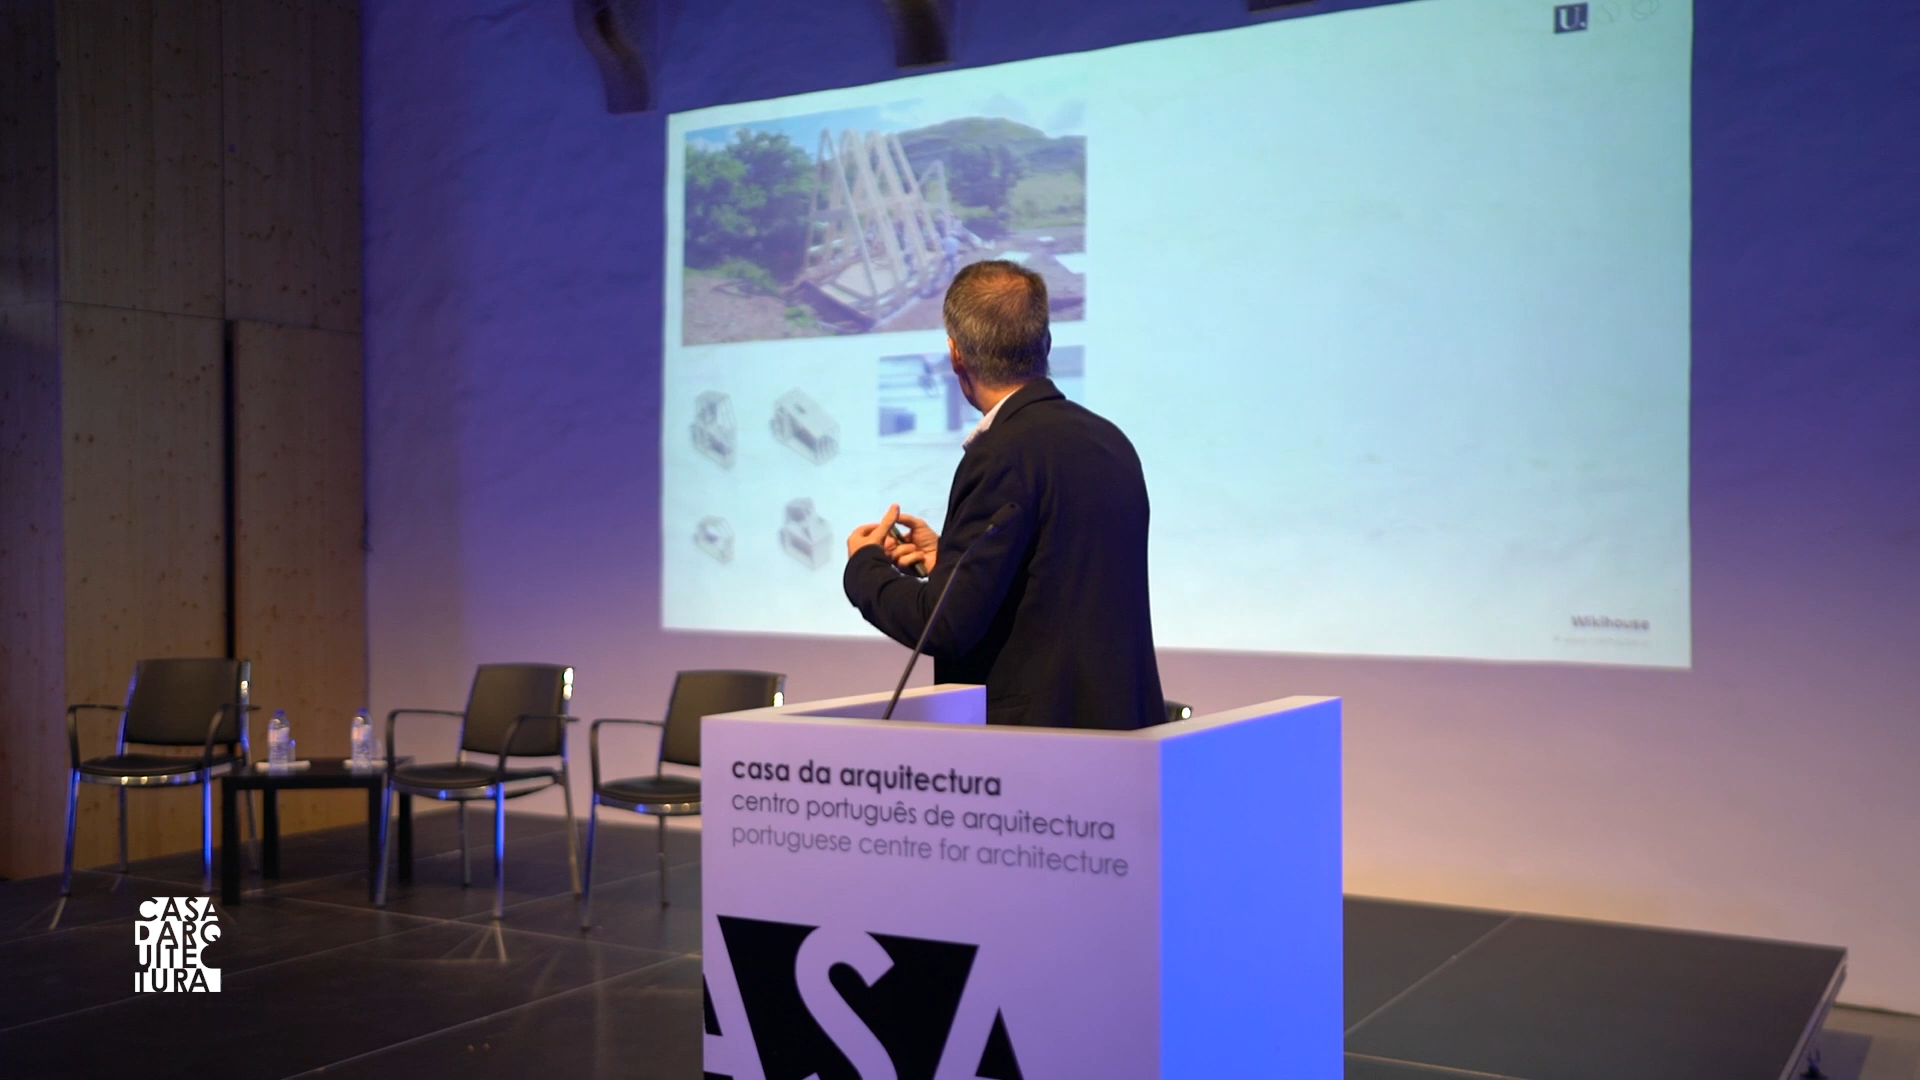 U.
Wikihouse
casa da arquitectura
centro português de arquitectura
portuguese centre for architecture
ASA
CASA
DARQ
UITEC
TURA